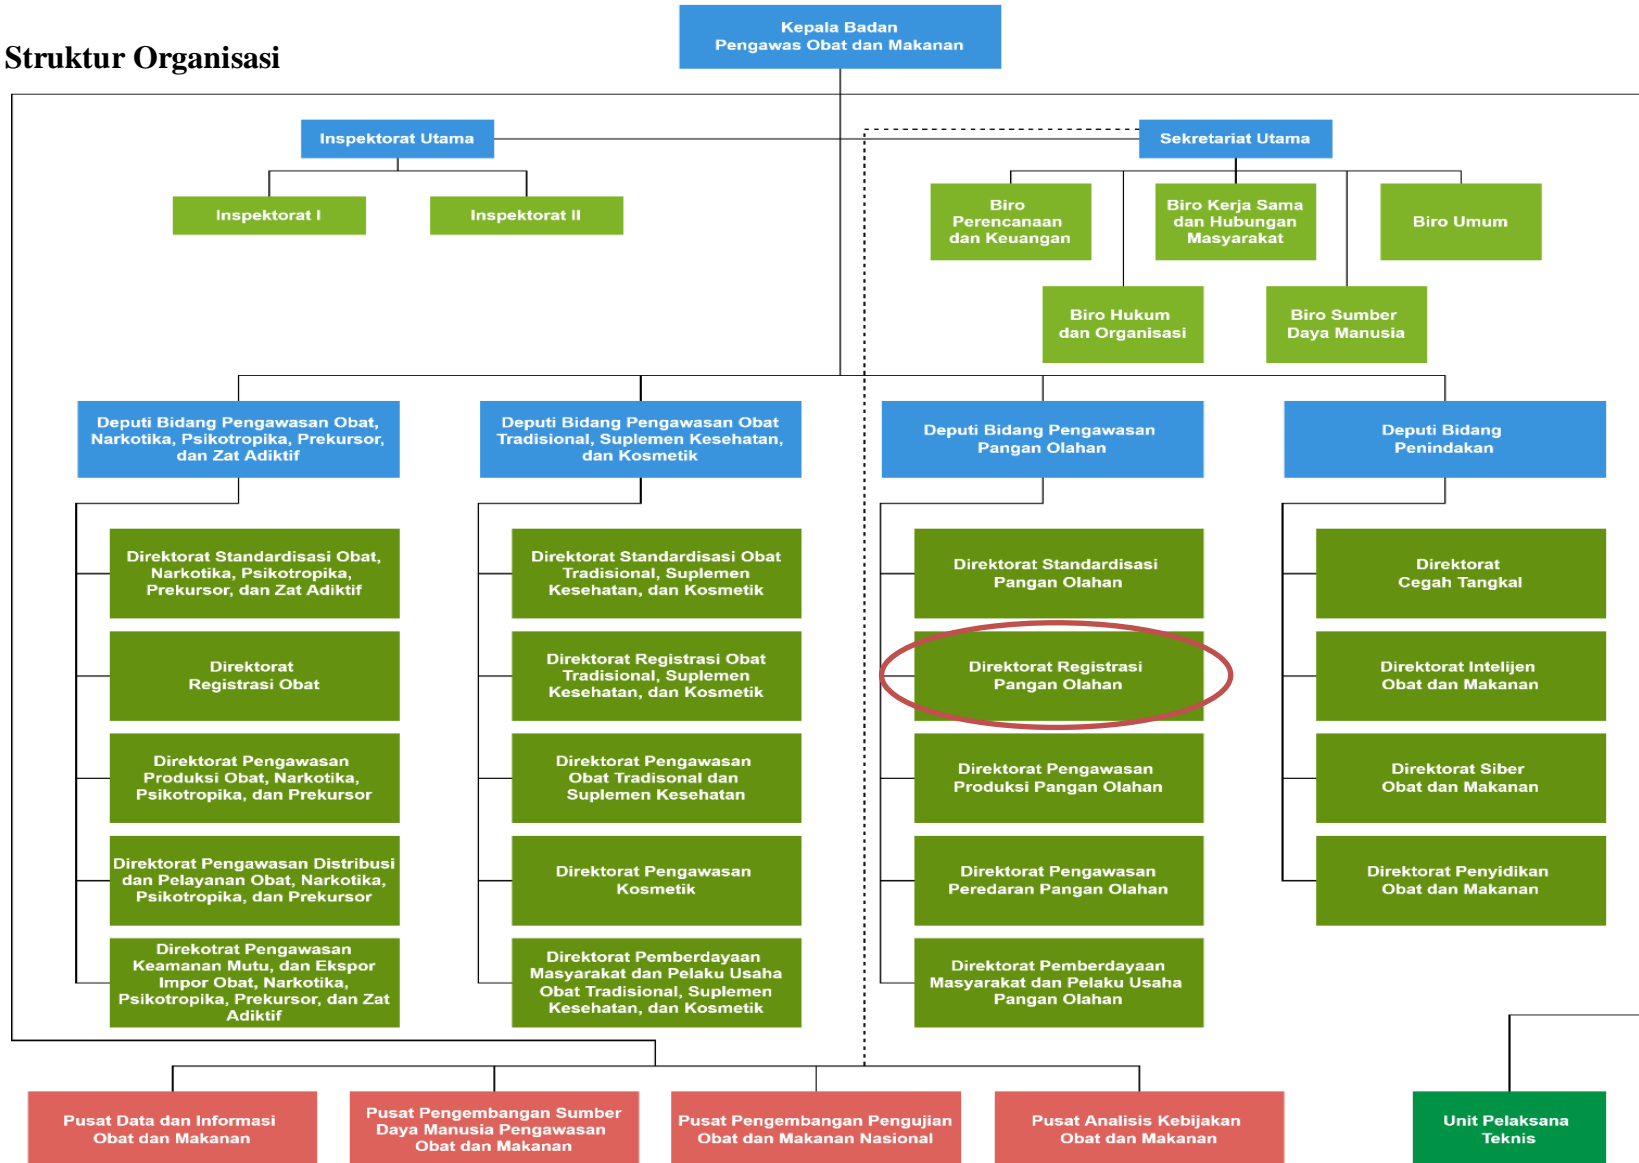 Kepala Badan
Pengawas Obat dan Makanan
Struktur Organisasi
Inspektorat Utama
Sekretariat Utama
Inspektorat I
Inspektorat II
Biro
Perencanaan
dan Keuangan
Biro Kerja Sama
dan Hubungan
Masyarakat
Biro Umum
Biro Hukum
dan Organisasi
Biro Sumber
Daya Manusia
Deputi Bidang Pengawasan Obat,
Narkotika, Psikotropika, Prekursor,
dan Zat Adiktif
Deputi Bidang Pengawasan Obat
Tradisional, Suplemen Kesehatan,
dan Kosmetik
Deputi Bidang Pengawasan
Pangan Olahan
Deputi Bidang
Penindakan
Direktorat Standardisasi Obat,
Narkotika, Psikotropika,
Prekursor, dan Zat Adiktif
Direktorat Standardisasi Obat
Tradisional, Suplemen
Kesehatan, dan Kosmetik
Direktorat Standardisasi
Pangan Olahan
Direktorat
Cegah Tangkal
Direktorat
Registrasi Obat
Direktorat Registrasi Obat
Tradisional, Suplemen
Kesehatan, dan Kosmetik
Direktorat Registrasi
Pangan Olahan
Direktorat Intelijen
Obat dan Makanan
Direktorat Pengawasan
Produksi Obat, Narkotika,
Psikotropika, dan Prekursor
Direktorat Pengawasan
Obat Tradisonal dan
Suplemen Kesehatan
Direktorat Pengawasan
Produksi Pangan Olahan
Direktorat Siber
Obat dan Makanan
Direktorat Pengawasan Distribusi
dan Pelayanan Obat, Narkotika,
Psikotropika, dan Prekursor
Direktorat Pengawasan
Kosmetik
Direktorat Pengawasan
Peredaran Pangan Olahan
Direktorat Penyidikan
Obat dan Makanan
Direkotrat Pengawasan
Keamanan Mutu, dan Ekspor
Impor Obat, Narkotika,
Psikotropika, Prekursor, dan Zat
Adiktif
Direktorat Pemberdayaan
Masyarakat dan Pelaku Usaha
Obat Tradisional, Suplemen
Kesehatan, dan Kosmetik
Direktorat Pemberdayaan
Masyarakat dan Pelaku Usaha
Pangan Olahan
Pusat Data dan Informasi
Obat dan Makanan
Pusat Pengembangan Sumber
Daya Manusia Pengawasan
Obat dan Makanan
Pusat Pengembangan Pengujian
Obat dan Makanan Nasional
Pusat Analisis Kebijakan
Obat dan Makanan
Unit Pelaksana
Teknis